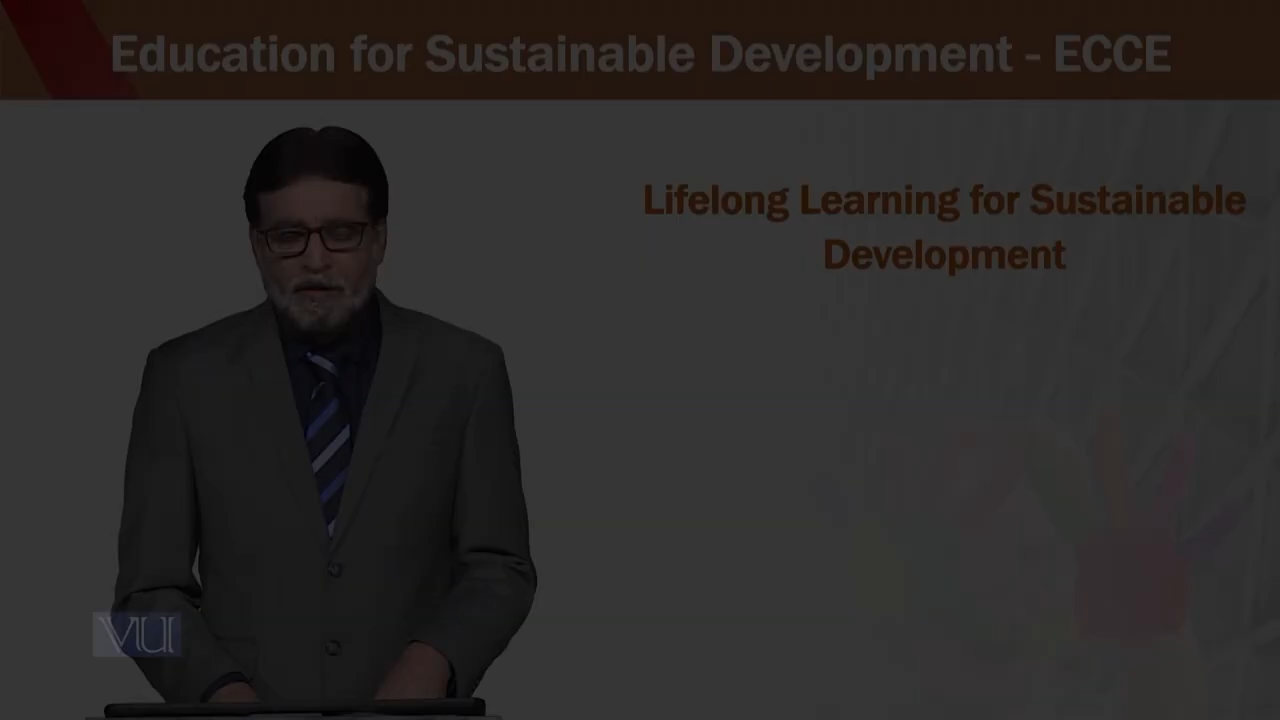 Education for Sustainable Development - ECCE
Lifelong Learning for Sustainable
Development
VU